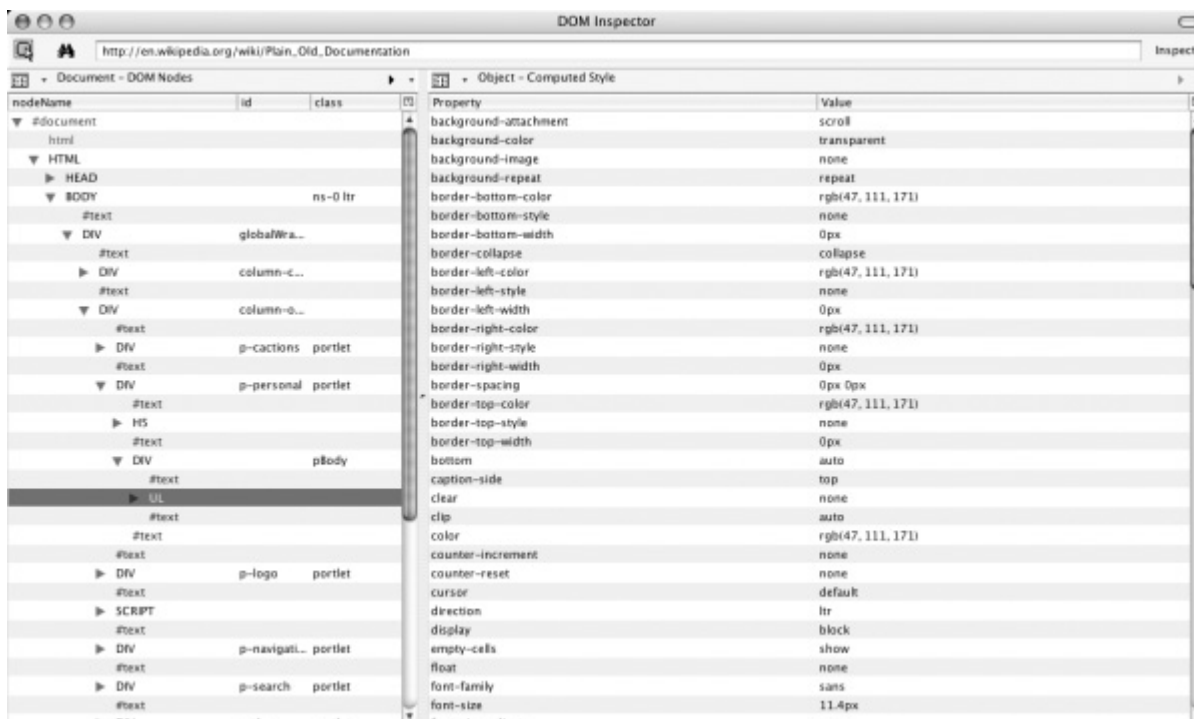 DOM Inspector
http://en.wikipedia.org/wiki/Plain_Old_Documentation
Inspect
Document - DOM Nodes
nodeName id class
#document
html
HTML
HEAD
BODY ns-0 ltr
#text
DIV globalWra...
#text
DIV column-c...
#text
DIV column-o...
#text
DIV p-cactions portlet
#text
DIV p-personal portlet
#text
H5
#text
DIV pBody
#text
UL
#text
#text
#text
DIV p-logo portlet
#text
SCRIPT
#text
DIV p-navigati... portlet
#text
DIV p-search portlet
#text
Object - Computed Style
Property Value
background-attachment scroll
background-color transparent
background-image none
background-repeat repeat
border-bottom-color rgb(47, 111, 171)
border-bottom-style none
border-bottom-width 0px
border-collapse collapse
border-left-color rgb(47, 111, 171)
border-left-style none
border-left-width 0px
border-right-color rgb(47, 111, 171)
border-right-style none
border-right-width 0px
border-spacing 0px 0px
border-top-color rgb(47, 111, 171)
border-top-style none
border-top-width 0px
bottom auto
caption-side top
clear none
clip auto
color rgb(47, 111, 171)
counter-increment none
counter-reset none
cursor default
direction ltr
display block
empty-cells show
float none
font-family sans
font-size 11.4px